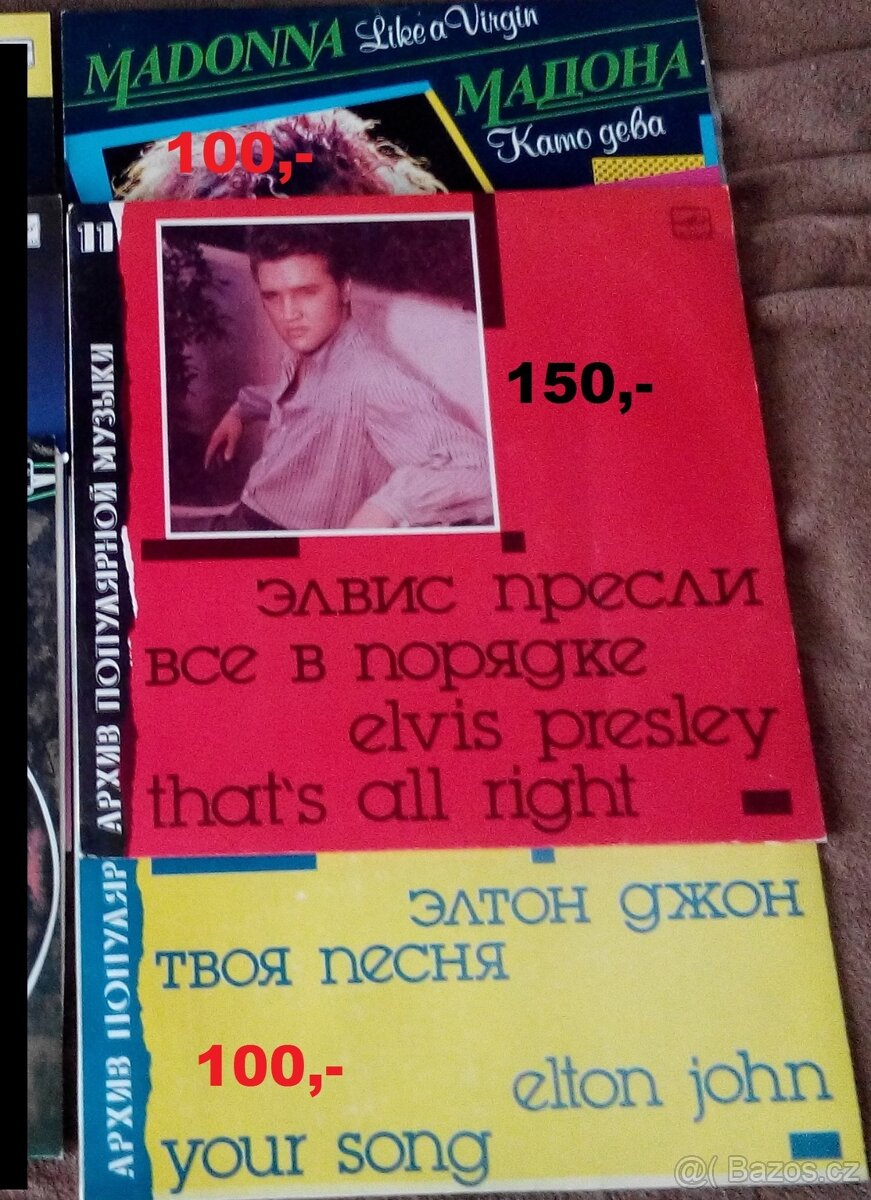 MADONNA Like a Virgin
МАДОНА
Като дева
100,-
11
АРХИВ ПОПУЛЯРНОЙ МУЗЫКИ
150,-
элвис пресли
все в порядке
elvis presley
that's all right
АРХИВ ПОПУЛЯР
элтон джон
твоя песня
100,-
elton john
your song
@( Bazos.cz